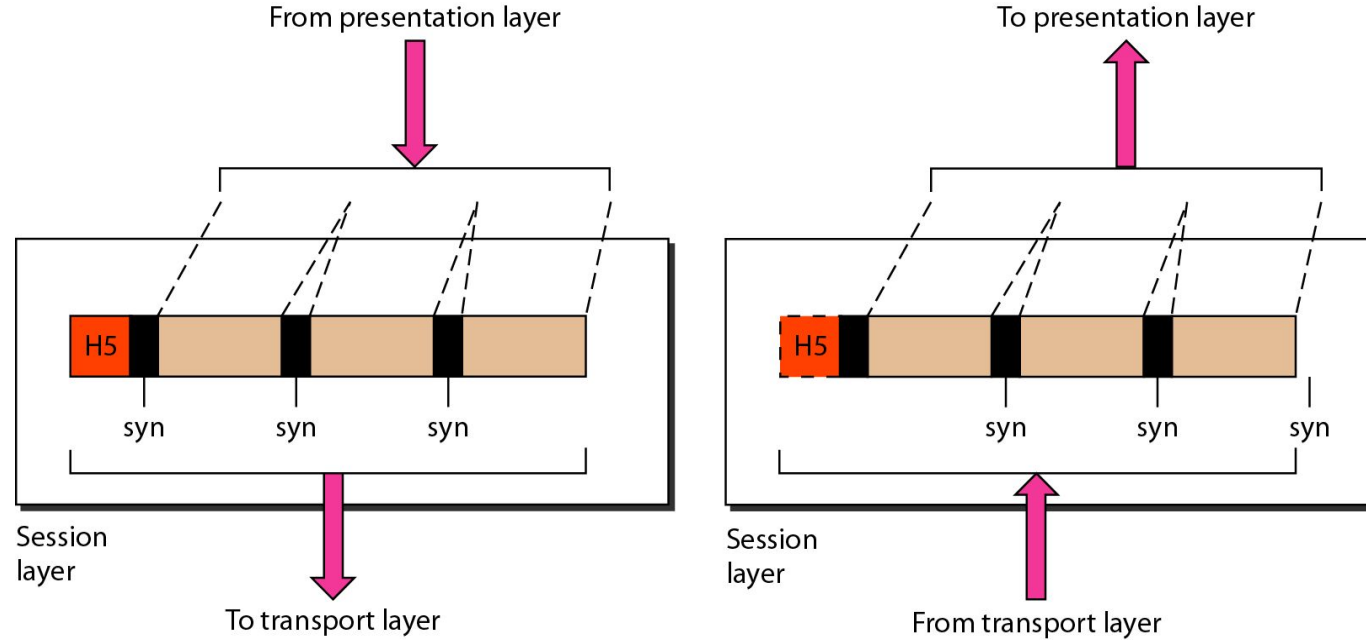 From presentation layer
To presentation layer
H5
syn
syn
syn
H5
syn
syn
syn
Session
layer
Session
layer
To transport layer
From transport layer